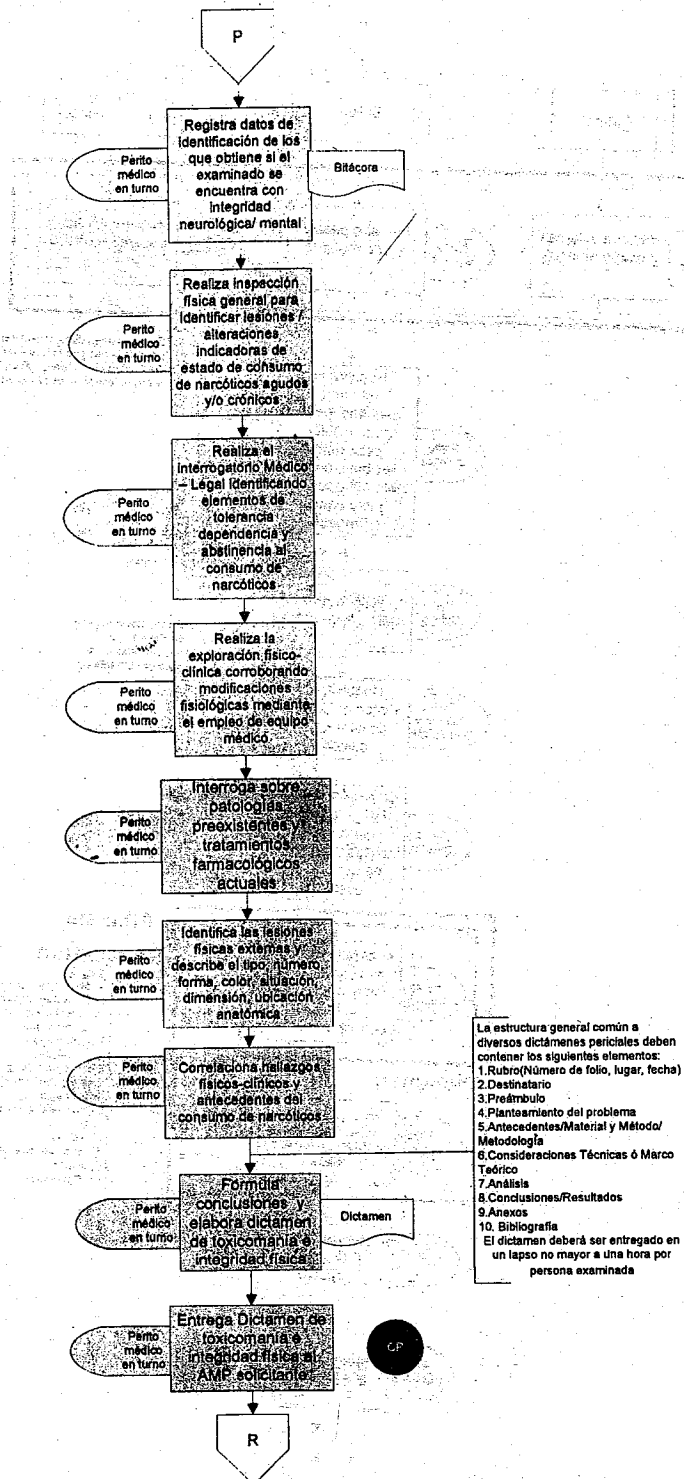 P
Registra datos de
identificación de los
que obtiene si el
examinado se
encuentra con
integridad
neurológica/ mental
Perito
médico
en turno
Bitácora
Realiza inspección
física general para
identificar lesiones /
alteraciones
indicadoras de
estado de consumo
de narcóticos agudos
y/o crónicos
Perito
médico
en turno
Realiza el
interrogatorio Médico
– Legal identificando
elementos de
tolerancia
dependencia y
abstinencia al
consumo de
narcóticos
Perito
médico
en turno
Realiza la
exploración físico-
clínica corroborando
modificaciones
fisiológicas mediante
el empleo de equipo
médico
Perito
médico
en turno
Interroga sobre
patologías
preexistentes y
tratamientos
farmacológicos
actuales
Perito
médico
en turno
Identifica las lesiones
físicas externas y
describe el tipo, número,
forma, color, situación,
dimensión, ubicación
anatómica
Perito
médico
en turno
Correlaciona hallazgos
físicos-clínicos y
antecedentes del
consumo de narcóticos
Perito
médico
en turno
La estructura general común a
diversos dictámenes periciales deben
contener los siguientes elementos:
1.Rubro(Número de folio, lugar, fecha)
2.Destinatario
3.Preámbulo
4.Planteamiento del problema
5.Antecedentes/Material y Método/
Metodología
6.Consideraciones Técnicas ó Marco
Teórico
7.Análisis
8.Conclusiones/Resultados
9.Anexos
10. Bibliografía
El dictamen deberá ser entregado en
un lapso no mayor a una hora por
persona examinada
Formula
conclusiones y
elabora dictamen
de toxicomanía e
integridad física
Perito
médico
en turno
Dictamen
Entrega Dictamen de
toxicomanía e
integridad física al
AMP solicitante
Perito
médico
en turno
R